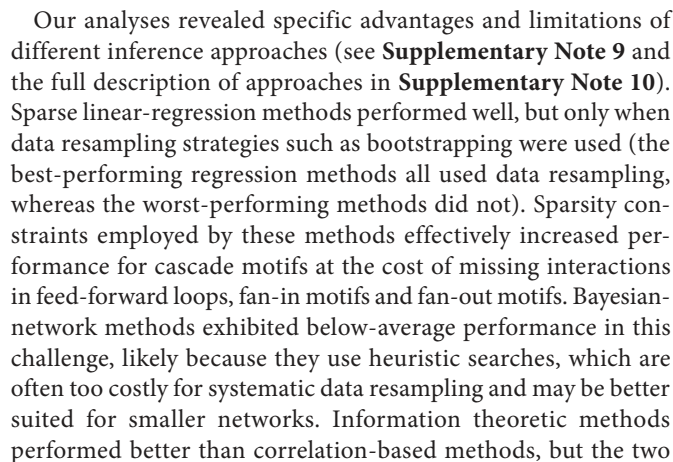 Our analyses revealed specific advantages and limitations of
different inference approaches (see Supplementary Note 9 and
the full description of approaches in Supplementary Note 10).
Sparse linear-regression methods performed well, but only when
data resampling strategies such as bootstrapping were used (the
best-performing regression methods all used data resampling,
whereas the worst-performing methods did not). Sparsity con-
straints employed by these methods effectively increased per-
formance for cascade motifs at the cost of missing interactions
in feed-forward loops, fan-in motifs and fan-out motifs. Bayesian-
network methods exhibited below-average performance in this
challenge, likely because they use heuristic searches, which are
often too costly for systematic data resampling and may be better
suited for smaller networks. Information theoretic methods
performed better than correlation-based methods, but the two